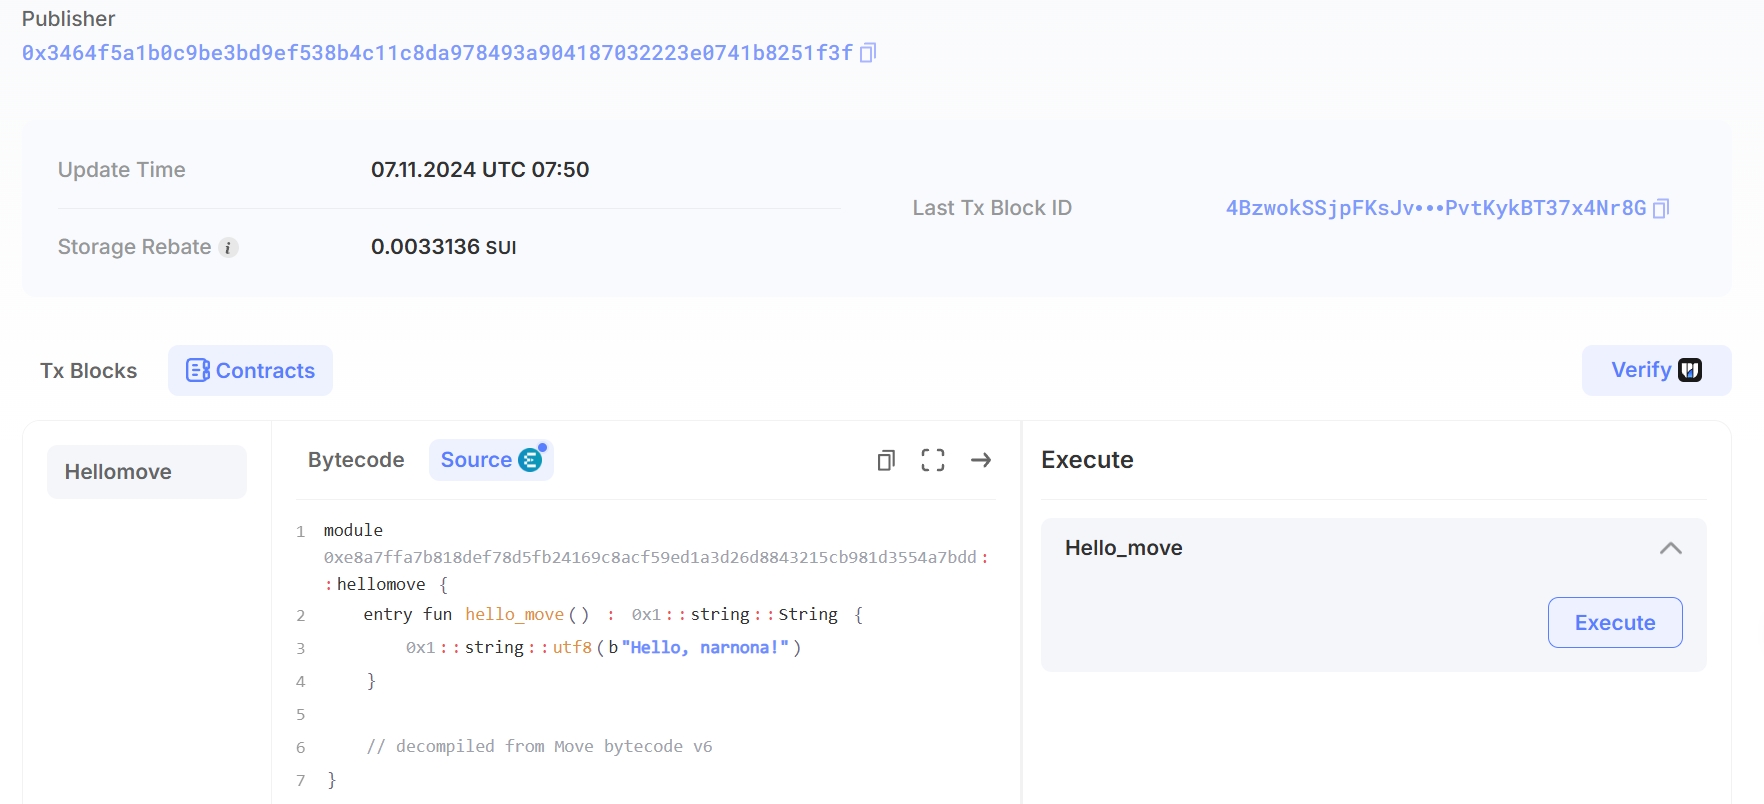 Publisher
0x3464f5a1b0c9be3bd9ef538b4c11c8da978493a904187032223e0741b8251f3f
Update Time 07.11.2024 UTC 07:50
Last Tx Block ID 4BzwokSSjpFKsJv•••PvtKykBT37x4Nr8G
Storage Rebate i 0.0033136 SUI
Tx Blocks Contracts Verify
Hellomove
Bytecode Source
Execute
1 module
0xe8a7ffa7b818def78d5fb24169c8acf59ed1a3d26d8843215cb981d3554a7bdd:
:hellomove {
2 entry fun hello_move() : 0x1::string::String {
3 0x1::string::utf8(b"Hello, narnona!")
4 }
5
6 // decompiled from Move bytecode v6
7 }
Hello_move
Execute